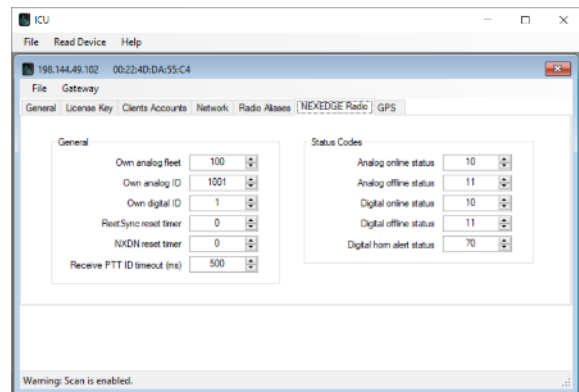 ICU
File Read Device Help
198.144.49.102 00:22:4D:DA:55:C4
File Gateway
General License Key Clients Accounts Network Radio Aliases NEXEDGE Radio GPS
General
Own analog fleet 100
Own analog ID 1001
Own digital ID 1
FleetSync reset timer 0
NXDN reset timer 0
Receive PTT ID timeout (ms) 500
Status Codes
Analog online status 10
Analog offline status 11
Digital online status 10
Digital offline status 11
Digital horn alert status 70
Warning: Scan is enabled.